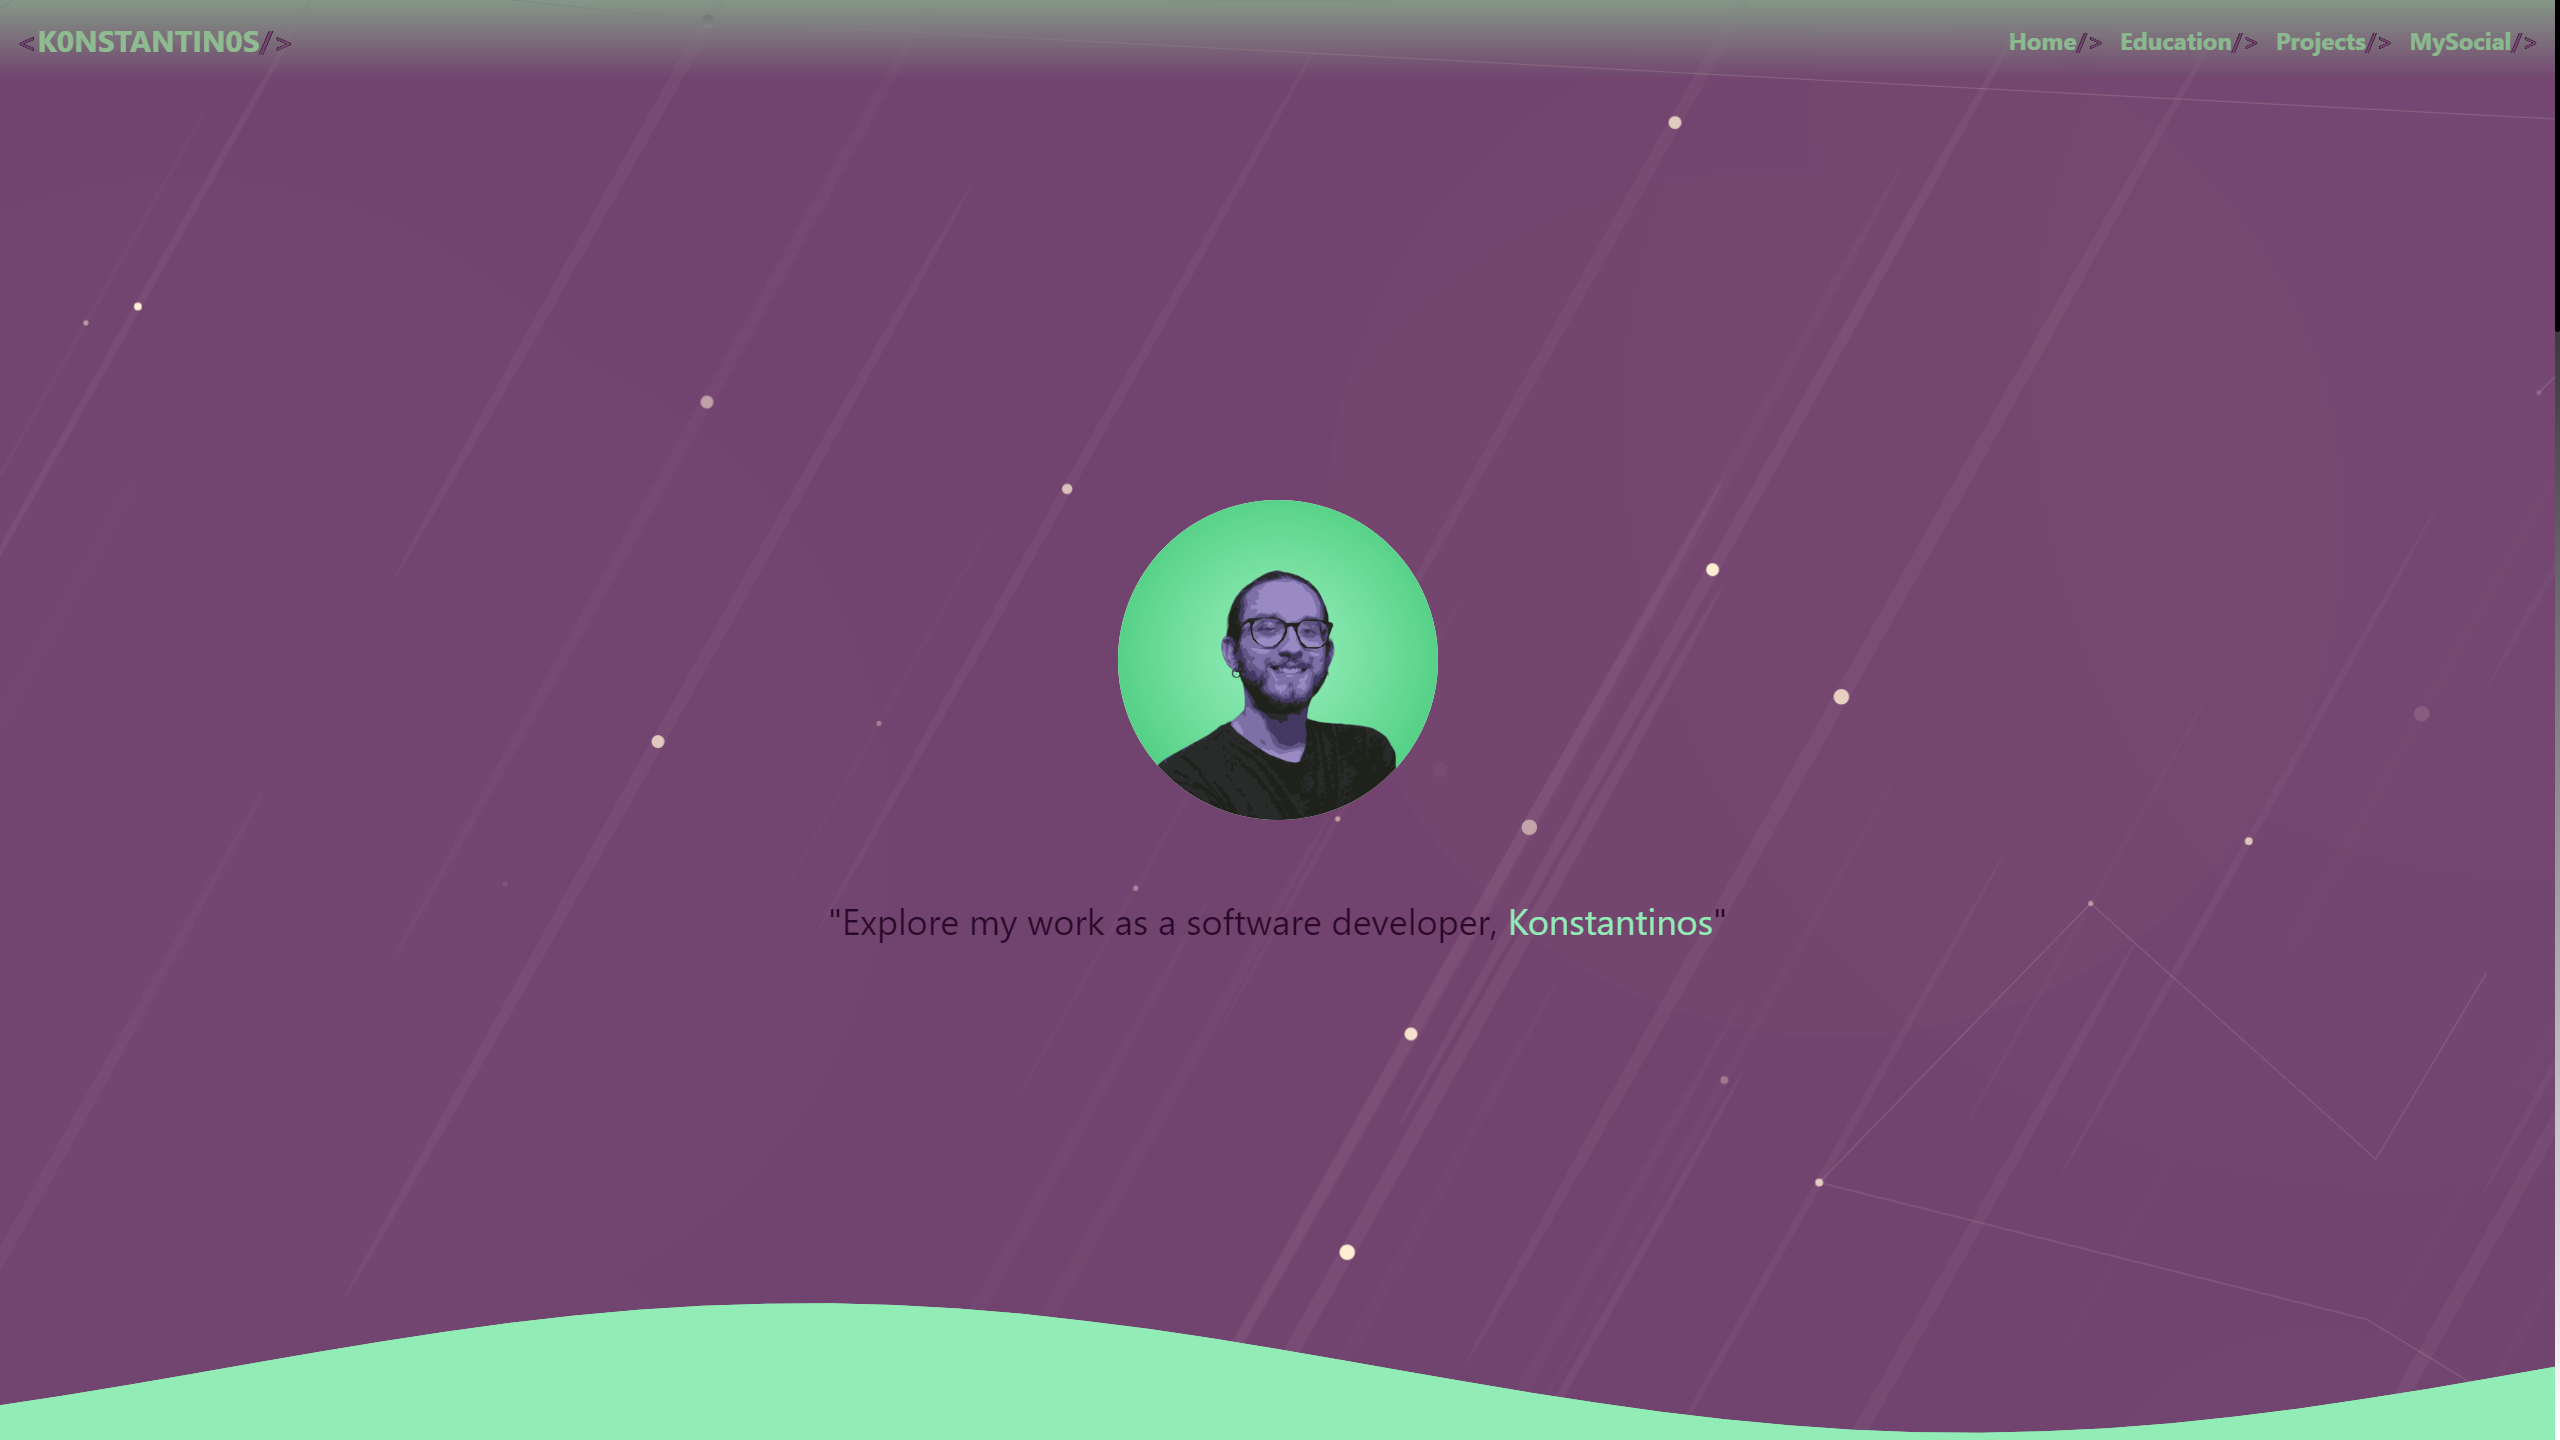 <K0NSTANTIN0S/>
Home/> Education/> Projects/> MySocial/>
"Explore my work as a software developer, Konstantinos"